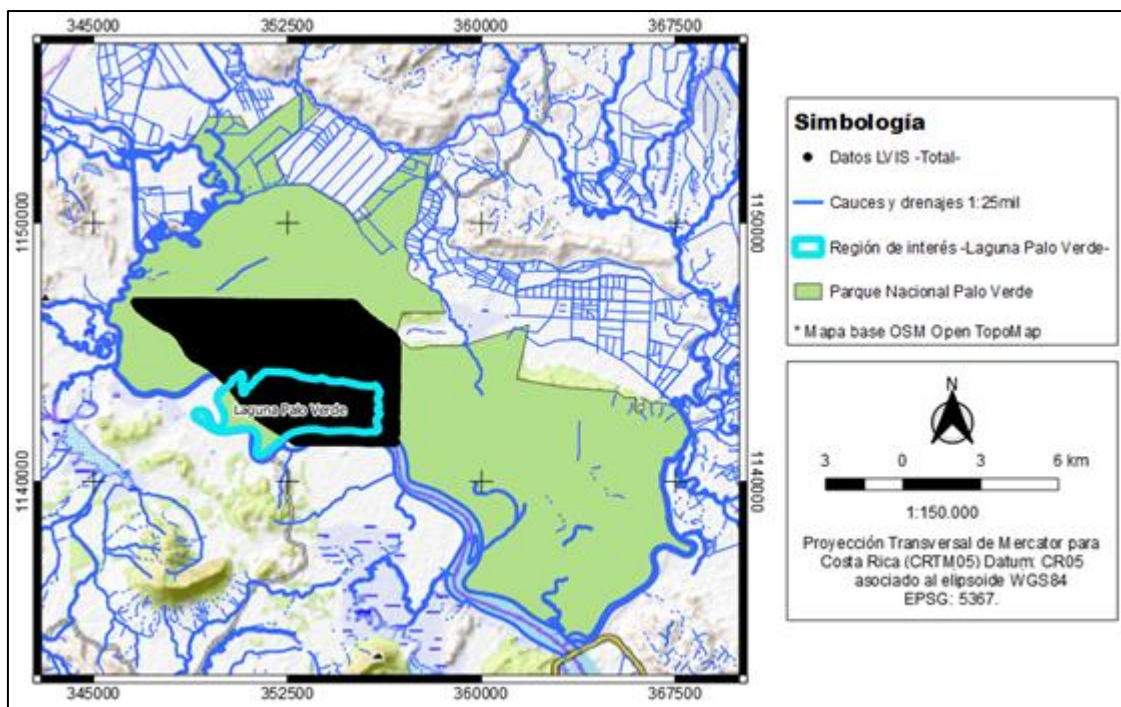 345000 352500 360000 367500
1150000 1150000
Laguna Palo Verde
1140000 1140000
345000 352500 360000 367500
Simbología
Datos LVIS -Total-
Cauces y drenajes 1:25mil
Región de interés -Laguna Palo Verde-
Parque Nacional Palo Verde
* Mapa base OSM Open TopoMap
N
3 0 3 6 km
1:150.000
Proyección Transversal de Mercator para
Costa Rica (CRTM05) Datum: CR05
asociado al elipsoide WGS84
EPSG: 5367.